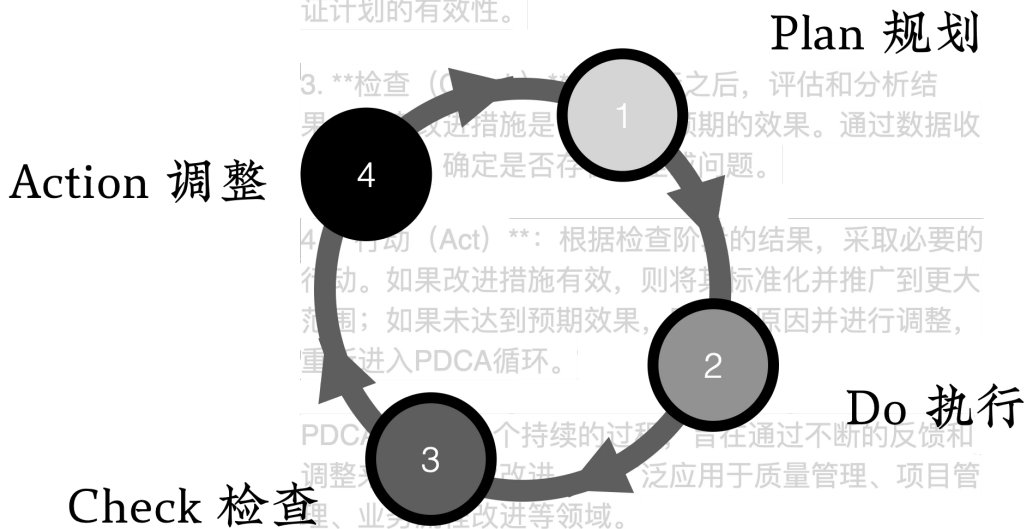 证计划的有效性。
Plan 规划
1
3. **检查（C
之后，评估和分析结
果
改进措施是
预期的效果。通过数据收
确定是否存
问题。
4
Action 调整
4
行动（Act）**：根据检查阶
的结果，采取必要的
行动。如果改进措施有效，则将其标准化并推广到更大
范围；如果未达到预期效果，
原因并进行调整，
重新进入PDCA循环。
2
Do 执行
PDCA
个持续的过程，旨在通过不断的反馈和
3
调整
改进
泛应用于质量管理、项目管
Check 检查
理、业务流程改进等领域。